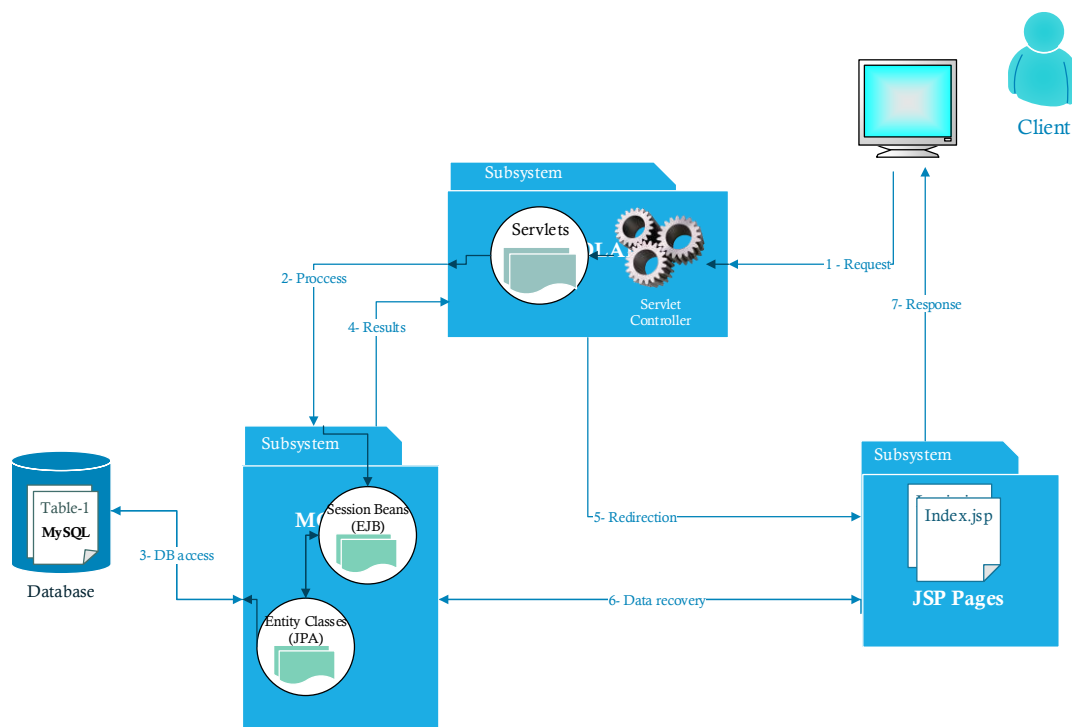 Client
Subsystem
Servlets
Servlet
Controller
1 - Request
2- Proccess
4- Results
7- Response
Subsystem
Session Beans
(EJB)
Entity Classes
(JPA)
Table-1
MySQL
Database
3- DB access
5- Redirection
6- Data recovery
Subsystem
Index.jsp
JSP Pages